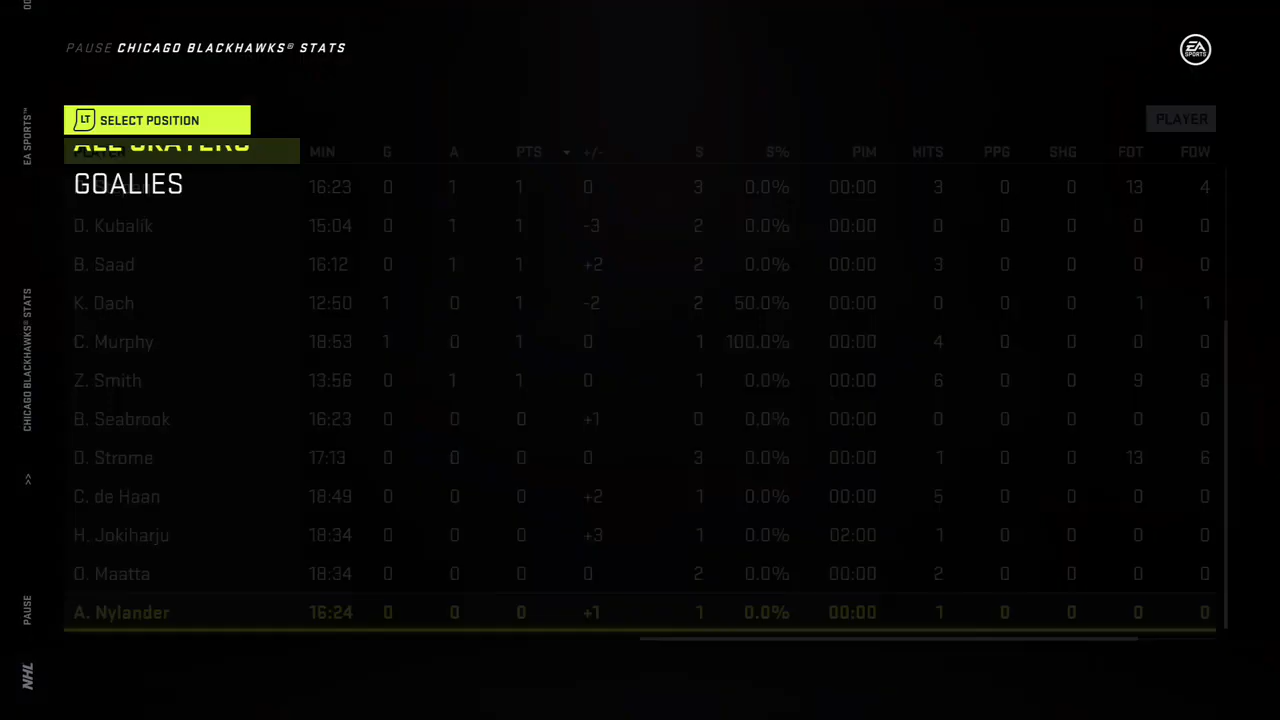 PAUSE CHICAGO BLACKHAWKS® STATS
EA SPORTS
LT SELECT POSITION
PLAYER
ALL SKATERS
PLAYER MIN G A PTS +/- S S% PIM HITS PPG SHG FOT FOW
GOALIES
16:23 0 1 1 0 3 0.0% 00:00 3 0 0 13 4
D. Kubalik 15:04 0 1 1 -3 2 0.0% 00:00 0 0 0 0 0
B. Saad 16:12 0 1 1 +2 2 0.0% 00:00 3 0 0 0 0
K. Dach 12:50 1 0 1 -2 2 50.0% 00:00 0 0 0 1 1
C. Murphy 18:53 1 0 1 0 1 100.0% 00:00 4 0 0 0 0
Z. Smith 13:56 0 1 1 0 1 0.0% 00:00 6 0 0 9 8
B. Seabrook 16:23 0 0 0 +1 0 0.0% 00:00 0 0 0 0 0
D. Strome 17:13 0 0 0 0 3 0.0% 00:00 1 0 0 13 6
C. de Haan 18:49 0 0 0 +2 1 0.0% 00:00 5 0 0 0 0
H. Jokiharju 18:34 0 0 0 +3 1 0.0% 02:00 1 0 0 0 0
O. Maatta 18:34 0 0 0 0 2 0.0% 00:00 2 0 0 0 0
A. Nylander 16:24 0 0 0 +1 1 0.0% 00:00 1 0 0 0 0
EA SPORTS™
CHICAGO BLACKHAWKS® STATS
>>
PAUSE
NHL